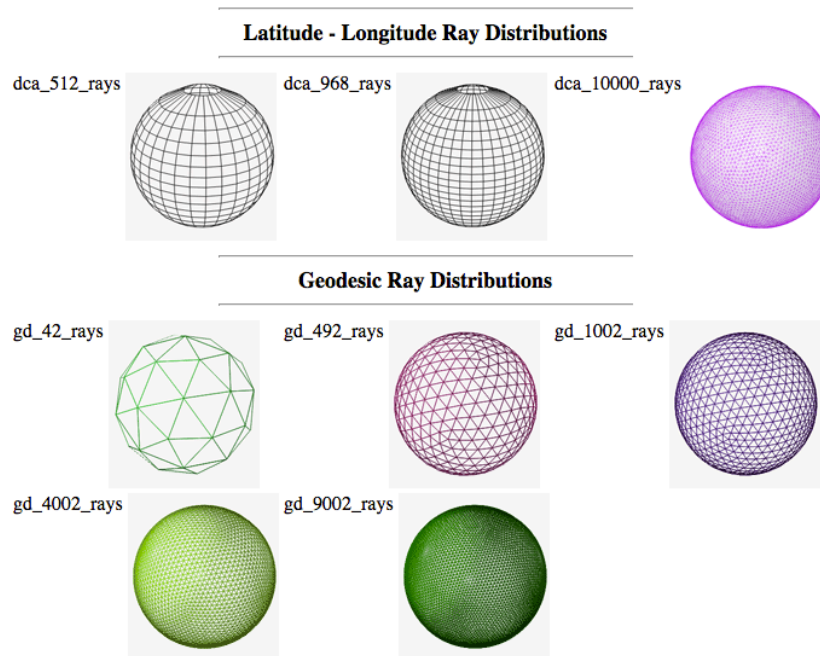 Latitude - Longitude Ray Distributions
dca_512_rays
dca_968_rays
dca_10000_rays
Geodesic Ray Distributions
gd_42_rays
gd_492_rays
gd_1002_rays
gd_4002_rays
gd_9002_rays